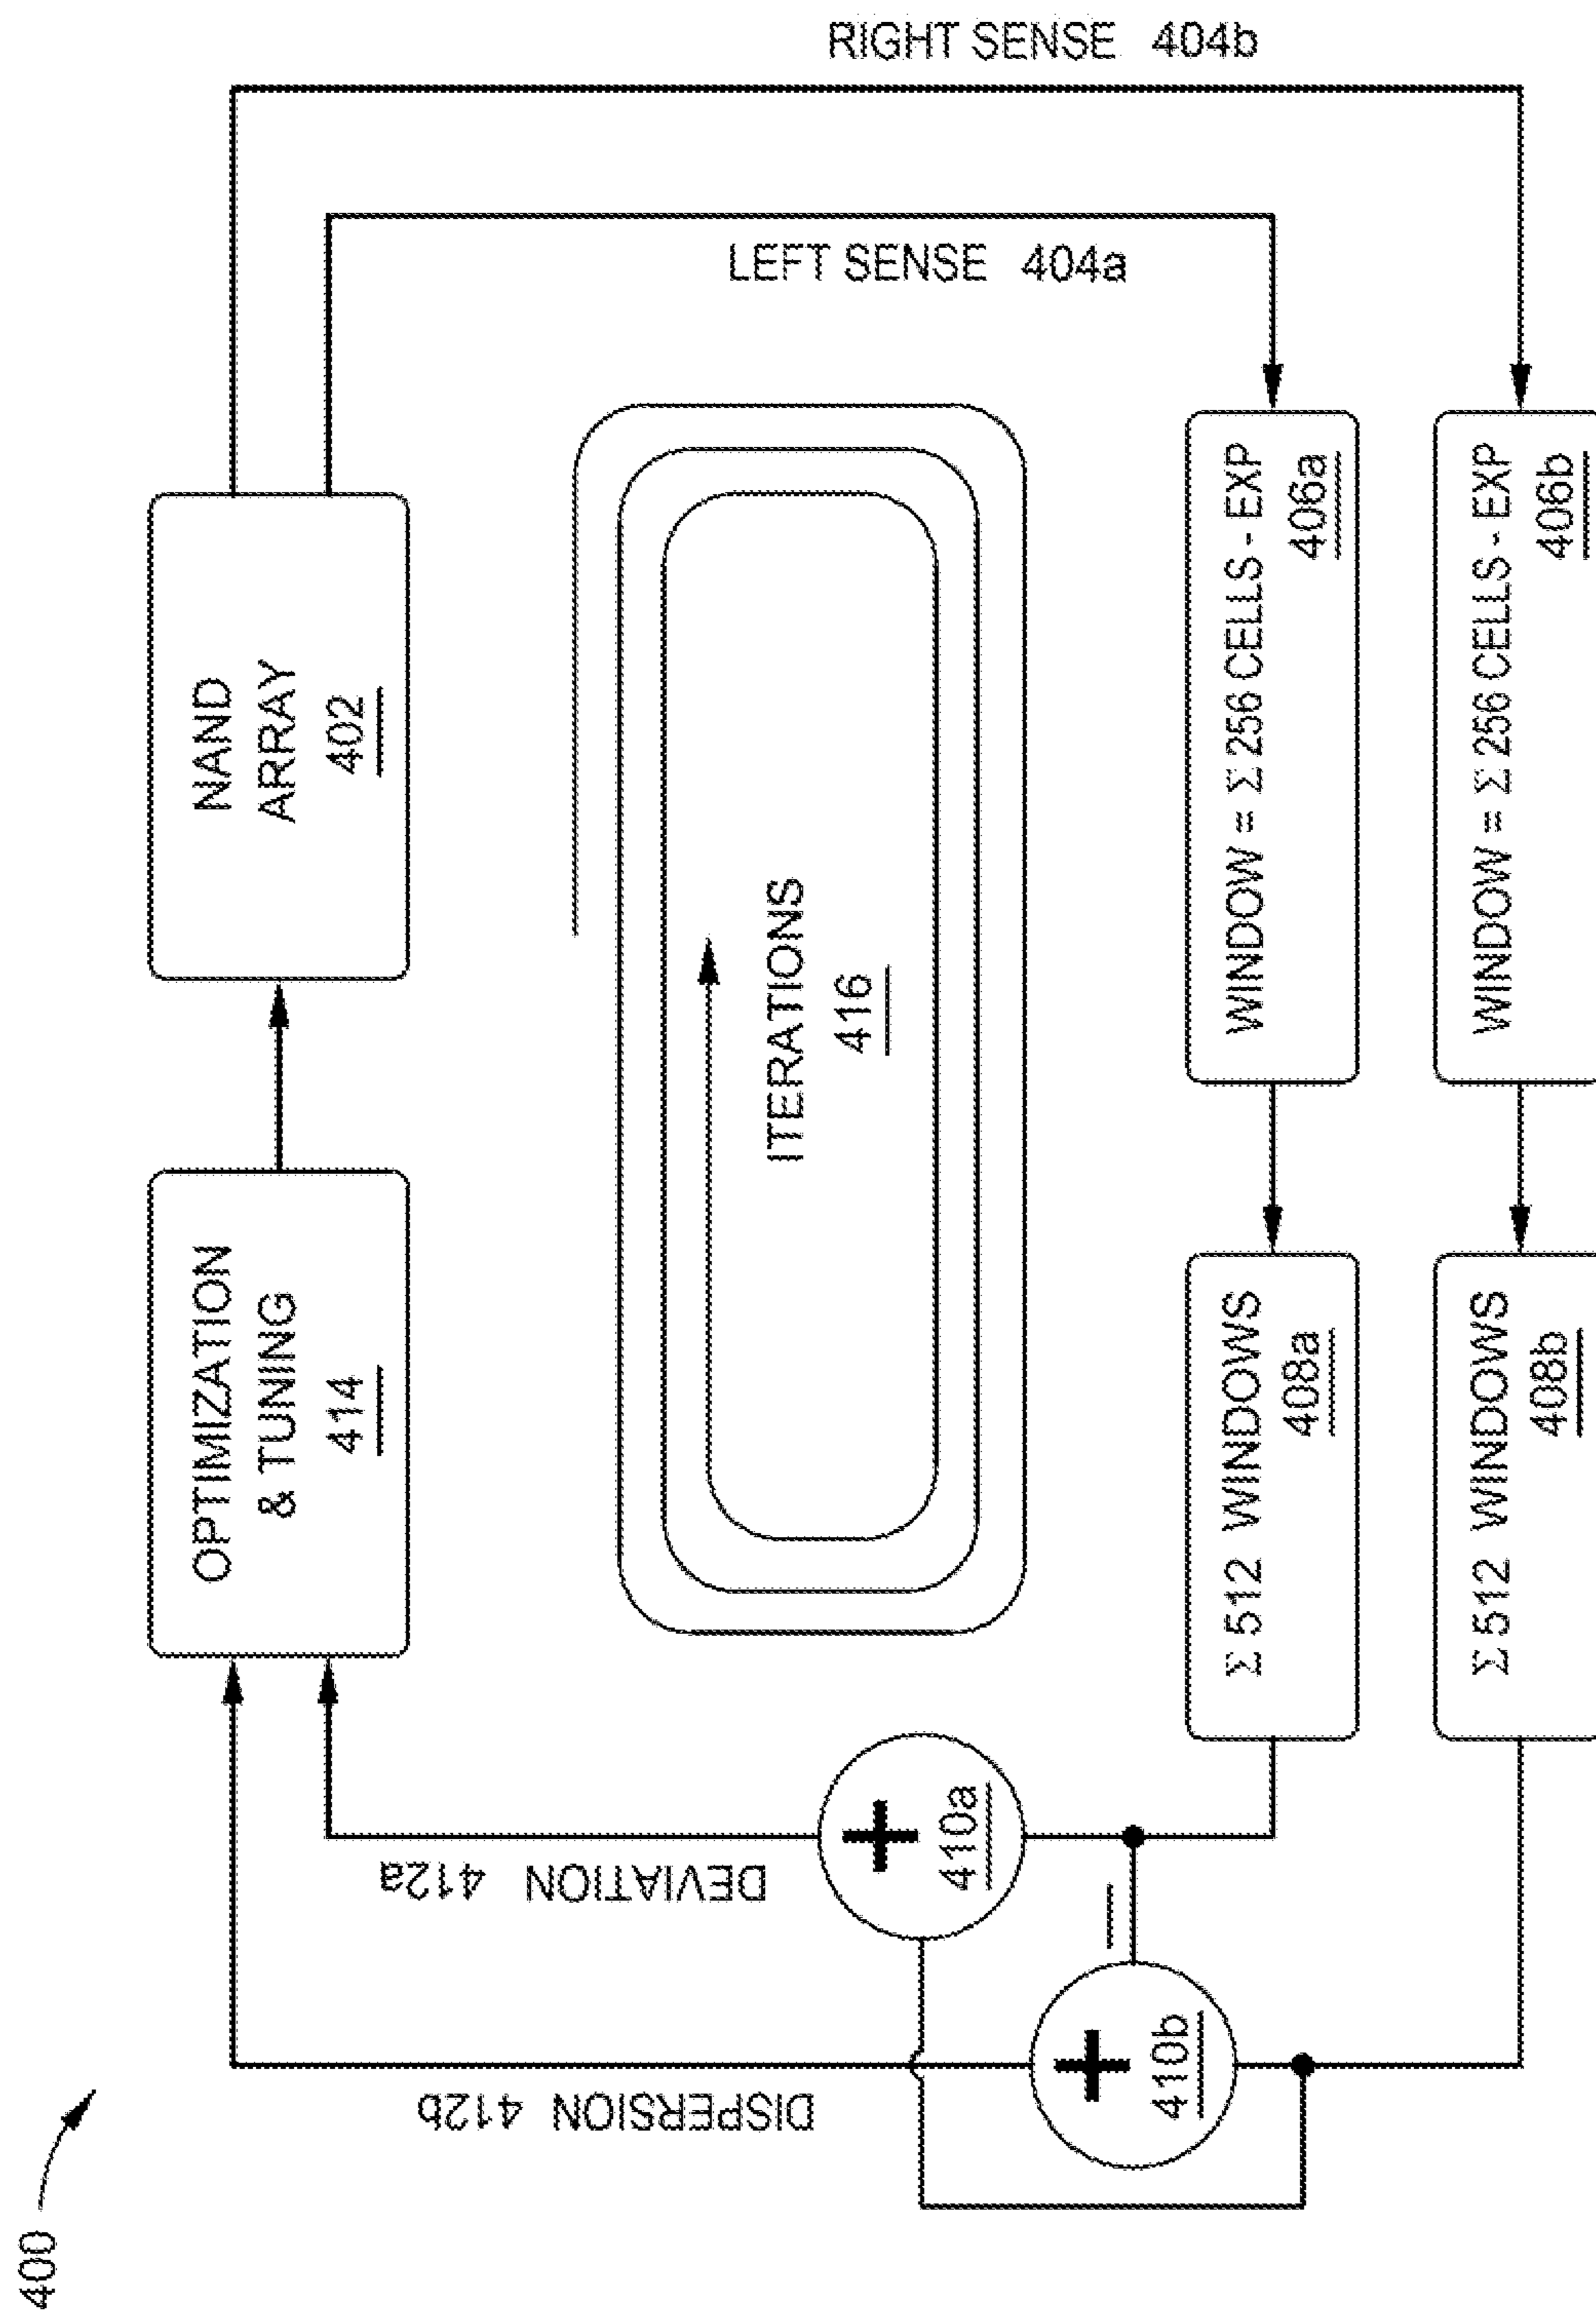 400
OPTIMIZATION
& TUNING
414
NAND
ARRAY
402
DISPERSION 412b
DEVIATION 412a
ITERATIONS
416
RIGHT SENSE 404b
LEFT SENSE 404a
+
410a
+
410b
–
Σ 512 WINDOWS
408a
WINDOW = Σ 256 CELLS - EXP
406a
Σ 512 WINDOWS
408b
WINDOW = Σ 256 CELLS - EXP
406b